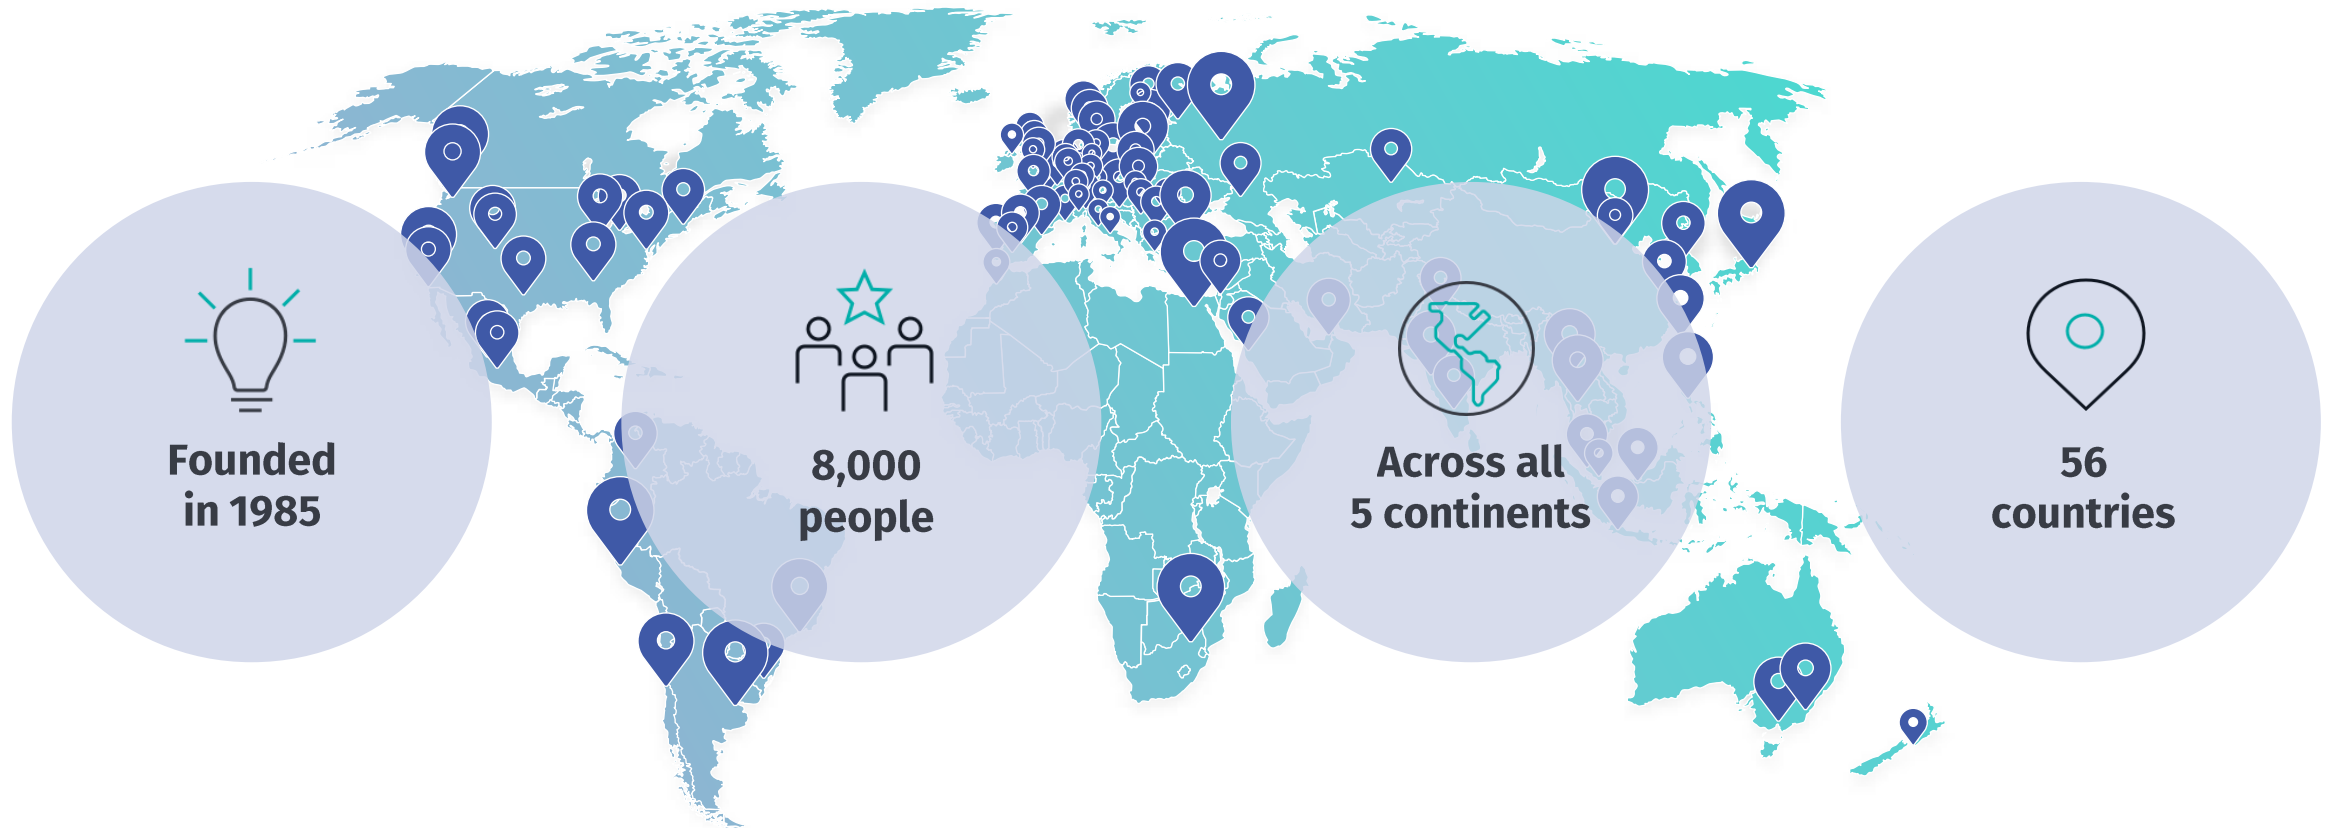 Founded
in 1985
8,000
people
Across all
5 continents
56
countries